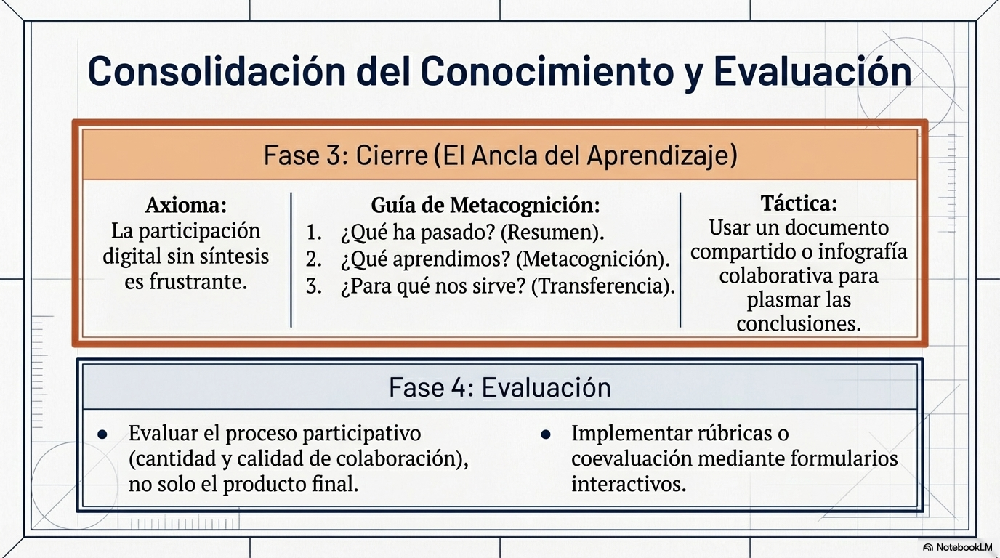 Consolidación del Conocimiento y Evaluación
Fase 3: Cierre (El Ancla del Aprendizaje)
Axioma:
La participación
digital sin síntesis
es frustrante.
Guía de Metacognición:
1. ¿Qué ha pasado? (Resumen).
2. ¿Qué aprendimos? (Metacognición).
3. ¿Para qué nos sirve? (Transferencia).
Táctica:
Usar un documento
compartido o infografía
colaborativa para
plasmar las
conclusiones.
Fase 4: Evaluación
● Evaluar el proceso participativo
(cantidad y calidad de colaboración),
no solo el producto final.
● Implementar rúbricas o
coevaluación mediante formularios
interactivos.
NotebookLM